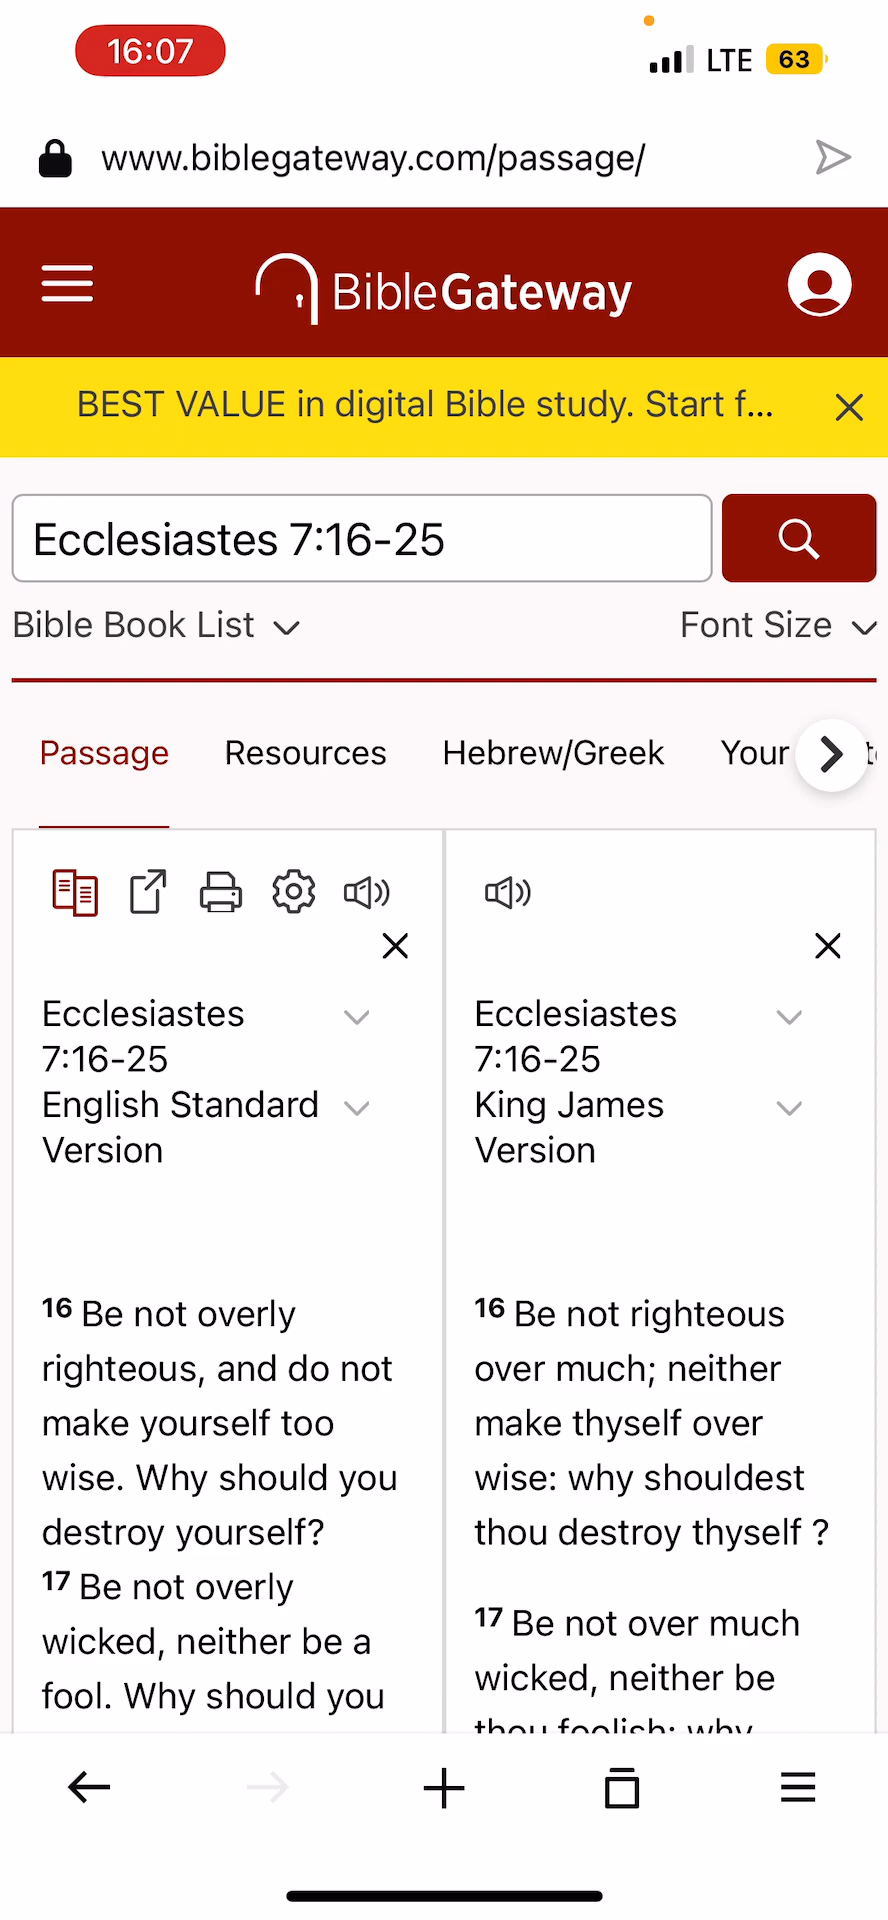 16:07
LTE 63
www.biblegateway.com/passage/
BibleGateway
BEST VALUE in digital Bible study. Start f...
Ecclesiastes 7:16-25
Bible Book List
Font Size
Passage Resources Hebrew/Greek Your
Ecclesiastes
7:16-25
English Standard
Version
16 Be not overly
righteous, and do not
make yourself too
wise. Why should you
destroy yourself?
17 Be not overly
wicked, neither be a
fool. Why should you
Ecclesiastes
7:16-25
King James
Version
16 Be not righteous
over much; neither
make thyself over
wise: why shouldest
thou destroy thyself ?
17 Be not over much
wicked, neither be
thou foolish: why